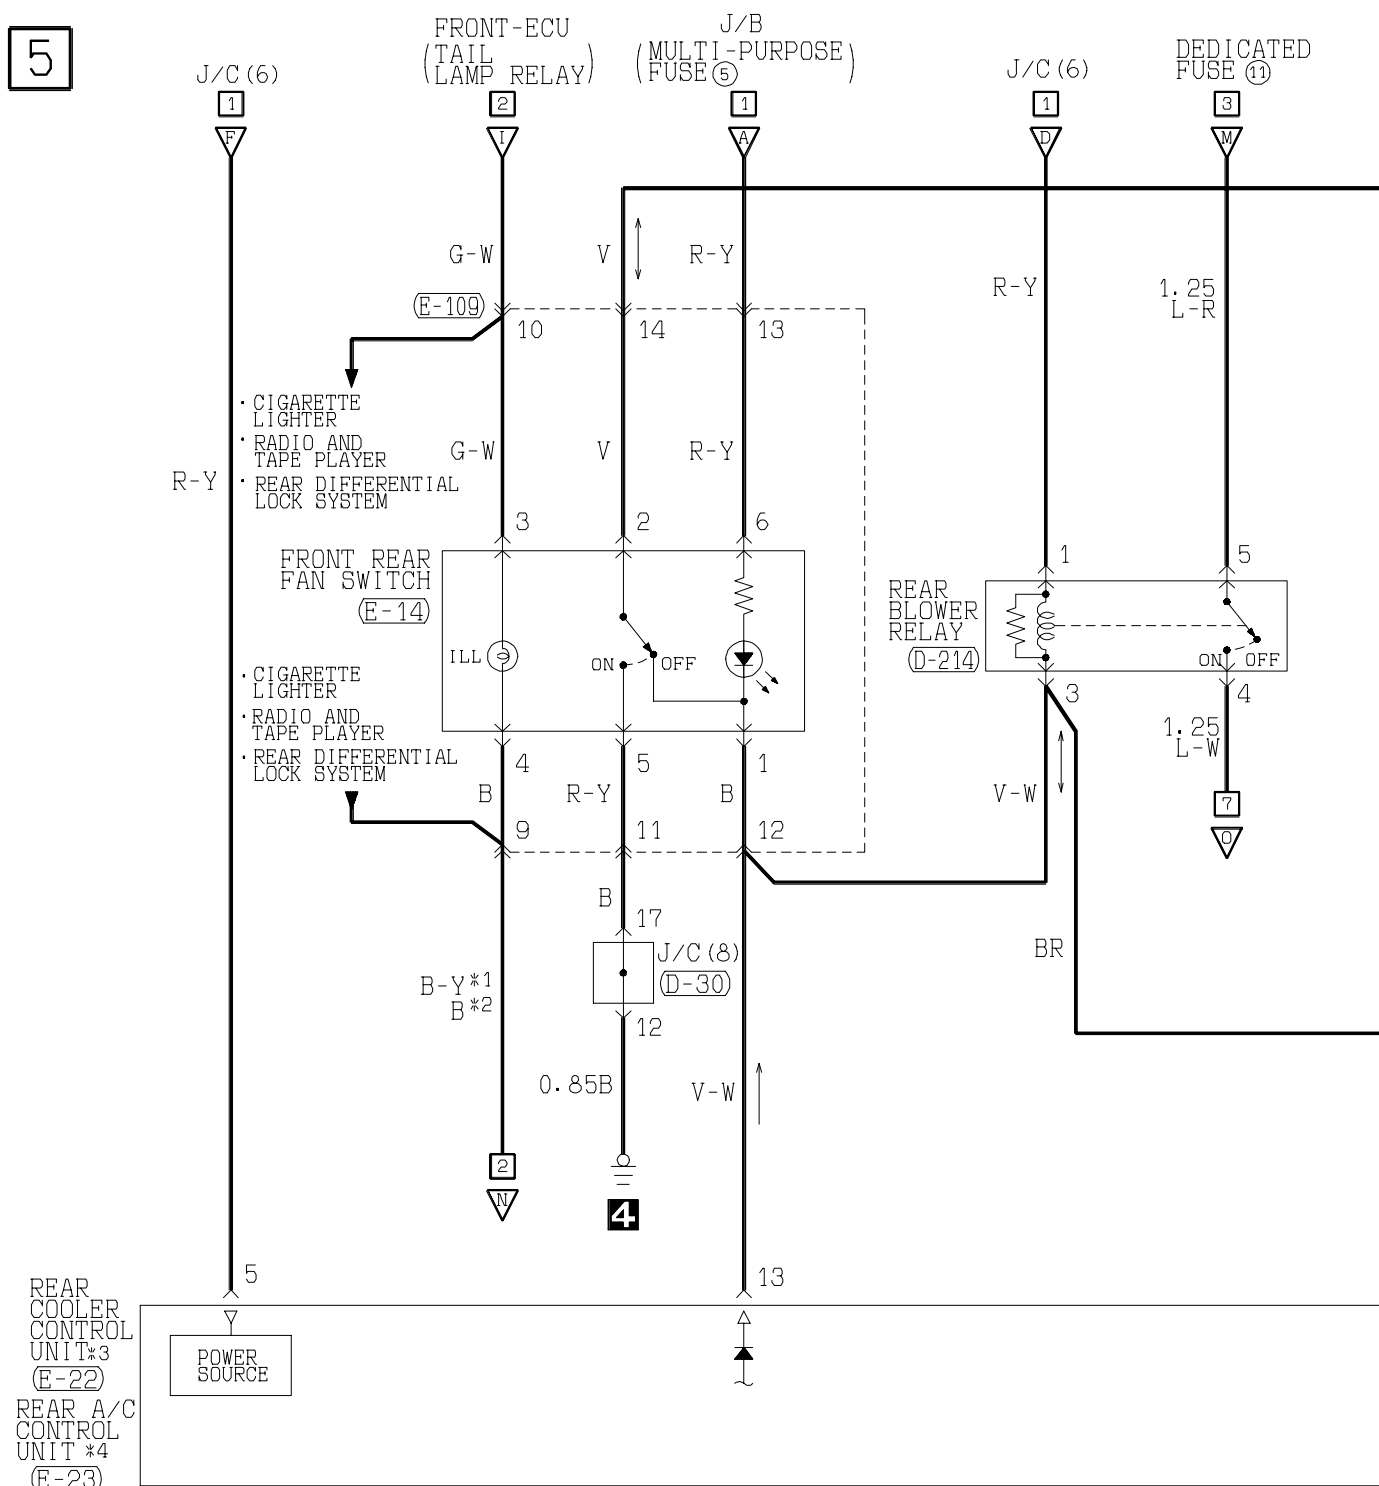 5
FRONT-ECU
(TAIL
LAMP RELAY)
J/B
(MULTI-PURPOSE
FUSE⑤)
DEDICATED
FUSE⑪
J/C(6)
J/C(6)
1
2
1
1
3
F
I
A
D
M
G-W
V
R-Y
R-Y
1.25
L-R
E-109
10
14
13
· CIGARETTE
LIGHTER
· RADIO AND
TAPE PLAYER
· REAR DIFFERENTIAL
LOCK SYSTEM
R-Y
G-W
V
R-Y
3
2
6
1
5
FRONT REAR
FAN SWITCH
E-14
ILL
ON
OFF
REAR
BLOWER
RELAY
D-214
ON
OFF
· CIGARETTE
LIGHTER
· RADIO AND
TAPE PLAYER
· REAR DIFFERENTIAL
LOCK SYSTEM
3
4
1.25
L-W
4
5
1
B
R-Y
B
V-W
7
O
9
11
12
B
17
J/C(8)
D-30
BR
B-Y*1
B*2
12
0.85B
V-W
2
N
4
5
13
REAR
COOLER
CONTROL
UNIT*3
E-22
REAR A/C
CONTROL
UNIT *4
E-23
POWER
SOURCE